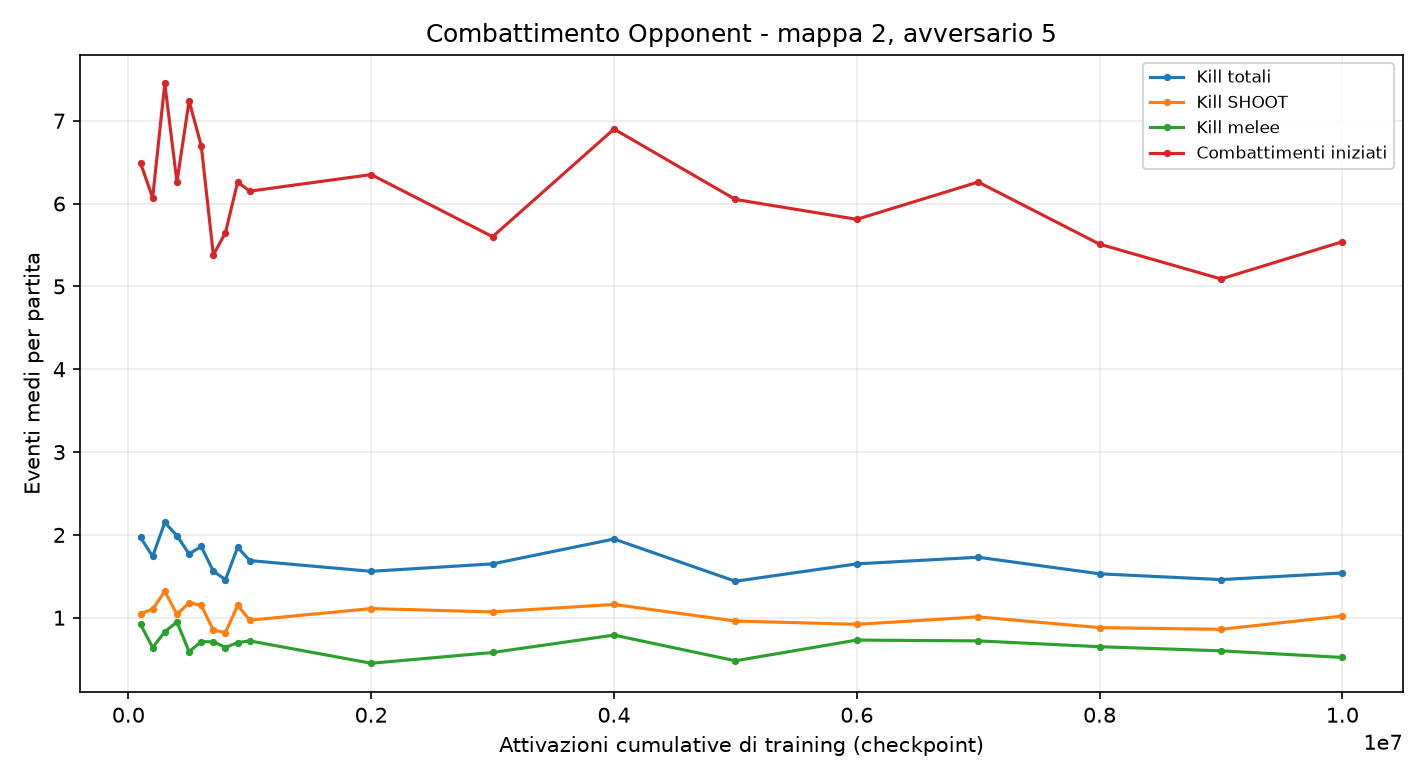 Combattimento Opponent - mappa 2, avversario 5
Kill totali
Kill SHOOT
Kill melee
Combattimenti iniziati
Eventi medi per partita
7
6
5
4
3
2
1
0.0 0.2 0.4 0.6 0.8 1.0
1e7
Attivazioni cumulative di training (checkpoint)